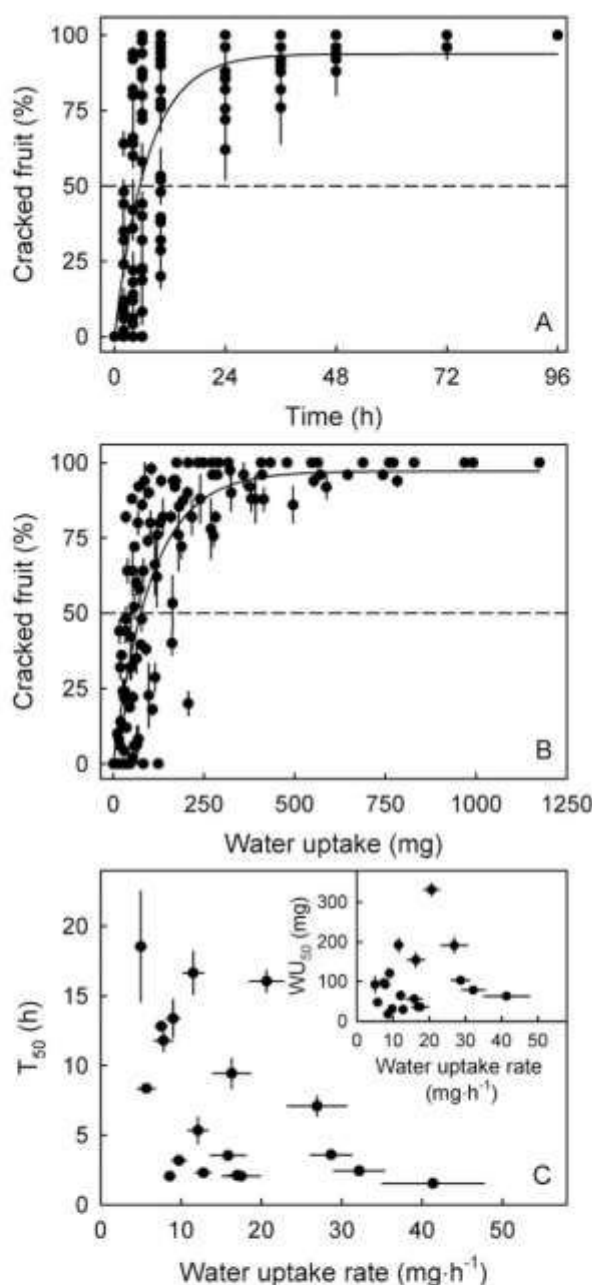 100
75
50
25
0
Cracked fruit (%)
A
0 24 48 72 96
Time (h)
100
75
50
25
0
Cracked fruit (%)
B
0 250 500 750 1000 1250
Water uptake (mg)
20
15
10
5
0
T50 (h)
300
200
100
0
WU50 (mg)
0 10 20 30 40 50
Water uptake rate
(mg·h-1)
C
0 10 20 30 40 50
Water uptake rate (mg·h-1)